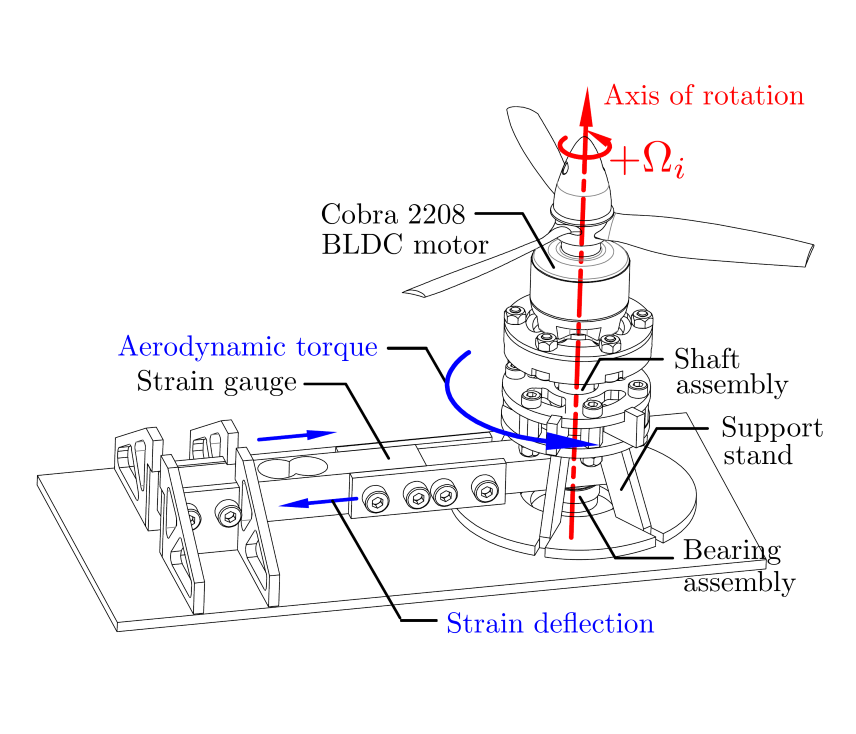 Axis of rotation
+Ωi
Cobra 2208
BLDC motor
Aerodynamic torque
Strain gauge
Shaft
assembly
Support
stand
Bearing
assembly
Strain deflection